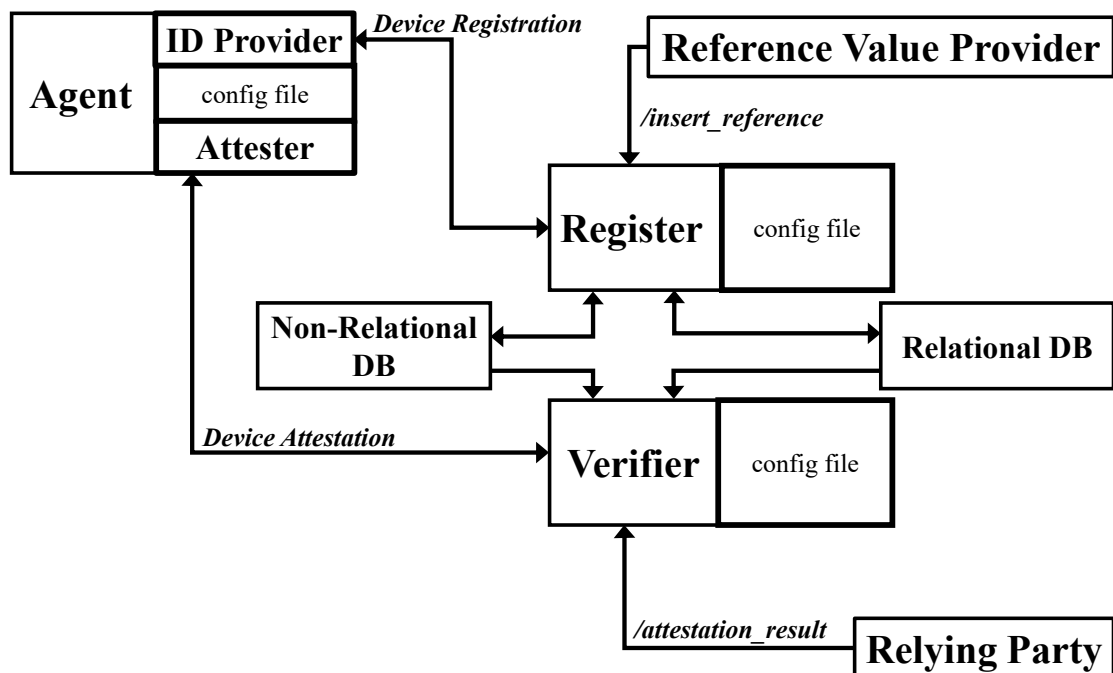 Device Registration
ID Provider
Agent
config file
Attester
Reference Value Provider
/insert_reference
Register
config file
Non-Relational
DB
Relational DB
Device Attestation
Verifier
config file
/attestation_result
Relying Party